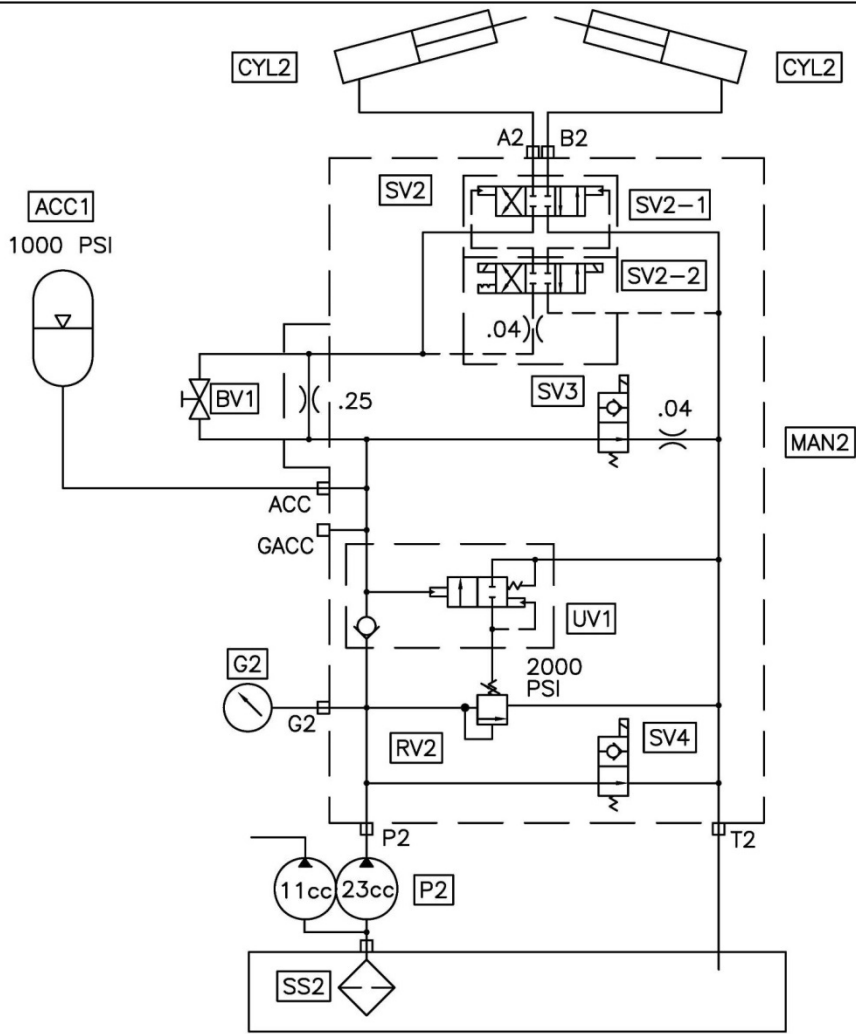 CYL2
CYL2
A2
B2
SV2
SV2-1
ACC1
1000 PSI
SV2-2
.04
SV3
.04
BV1
.25
MAN2
ACC
GACC
UV1
G2
2000
PSI
G2
RV2
SV4
P2
T2
11cc
23cc
P2
SS2